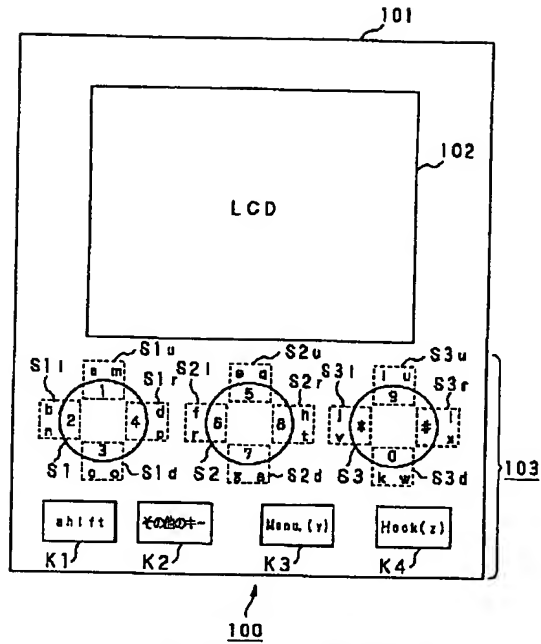 101
102
LCD
S1u S2u S3u
S1l a m S1r S2l e q S2r S3l i u S3r
1 5 9
b d f h j l
2 4 6 8 * #
n p r t v x
3 7 0
S1 c o S1d S2 g s S2d S3 k w S3d
103
shift その他のキー Menu,(y) Hook(z)
K1 K2 K3 K4
100